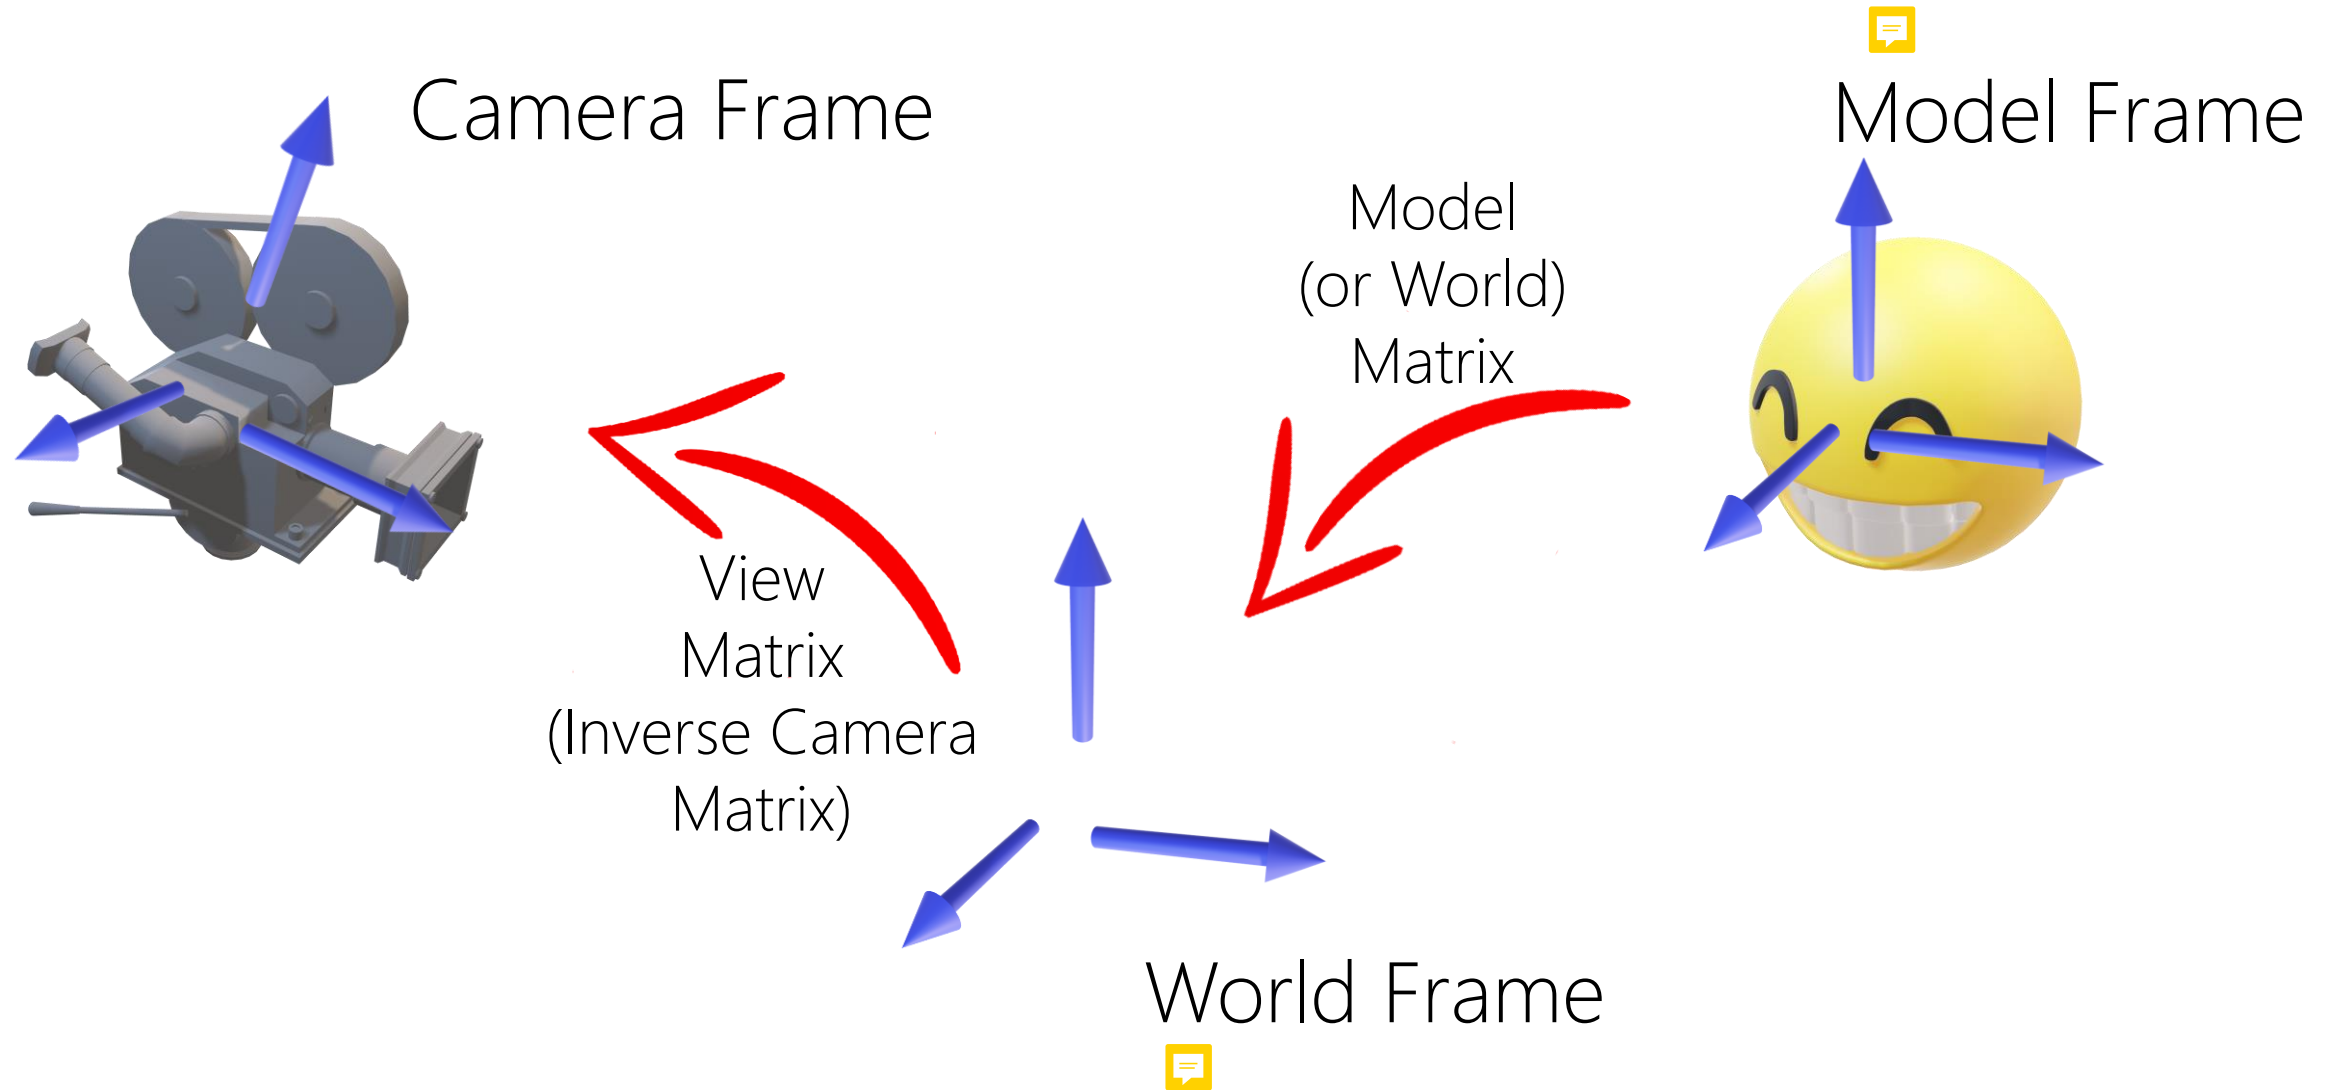 Camera Frame
Model Frame
Model
(or World)
Matrix
View
Matrix
(Inverse Camera
Matrix)
World Frame